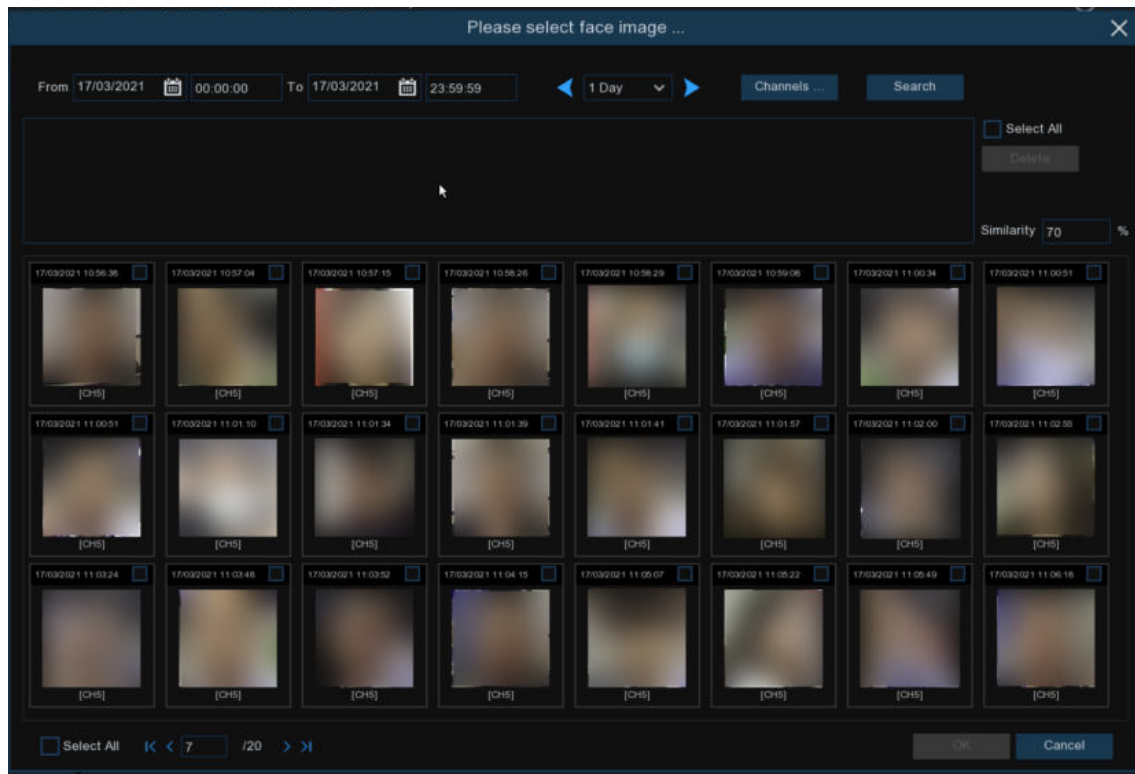 Please select face image ...
From 17/03/2021 00:00:00 To 17/03/2021 23:59:59 1 Day Channels ... Search
Select All
Delete
Similarity 70 %
17/03/2021 10:56:36 17/03/2021 10:57:04 17/03/2021 10:57:15 17/03/2021 10:58:26 17/03/2021 10:58:29 17/03/2021 10:59:06 17/03/2021 11:00:34 17/03/2021 11:00:51
[CH5] [CH5] [CH5] [CH5] [CH5] [CH5] [CH5] [CH5]
17/03/2021 11:00:51 17/03/2021 11:01:10 17/03/2021 11:01:34 17/03/2021 11:01:39 17/03/2021 11:01:41 17/03/2021 11:01:57 17/03/2021 11:02:00 17/03/2021 11:02:55
[CH5] [CH5] [CH5] [CH5] [CH5] [CH5] [CH5] [CH5]
17/03/2021 11:03:24 17/03/2021 11:03:46 17/03/2021 11:03:52 17/03/2021 11:04:15 17/03/2021 11:05:07 17/03/2021 11:05:22 17/03/2021 11:05:49 17/03/2021 11:06:18
[CH5] [CH5] [CH5] [CH5] [CH5] [CH5] [CH5] [CH5]
Select All 7 /20 OK Cancel